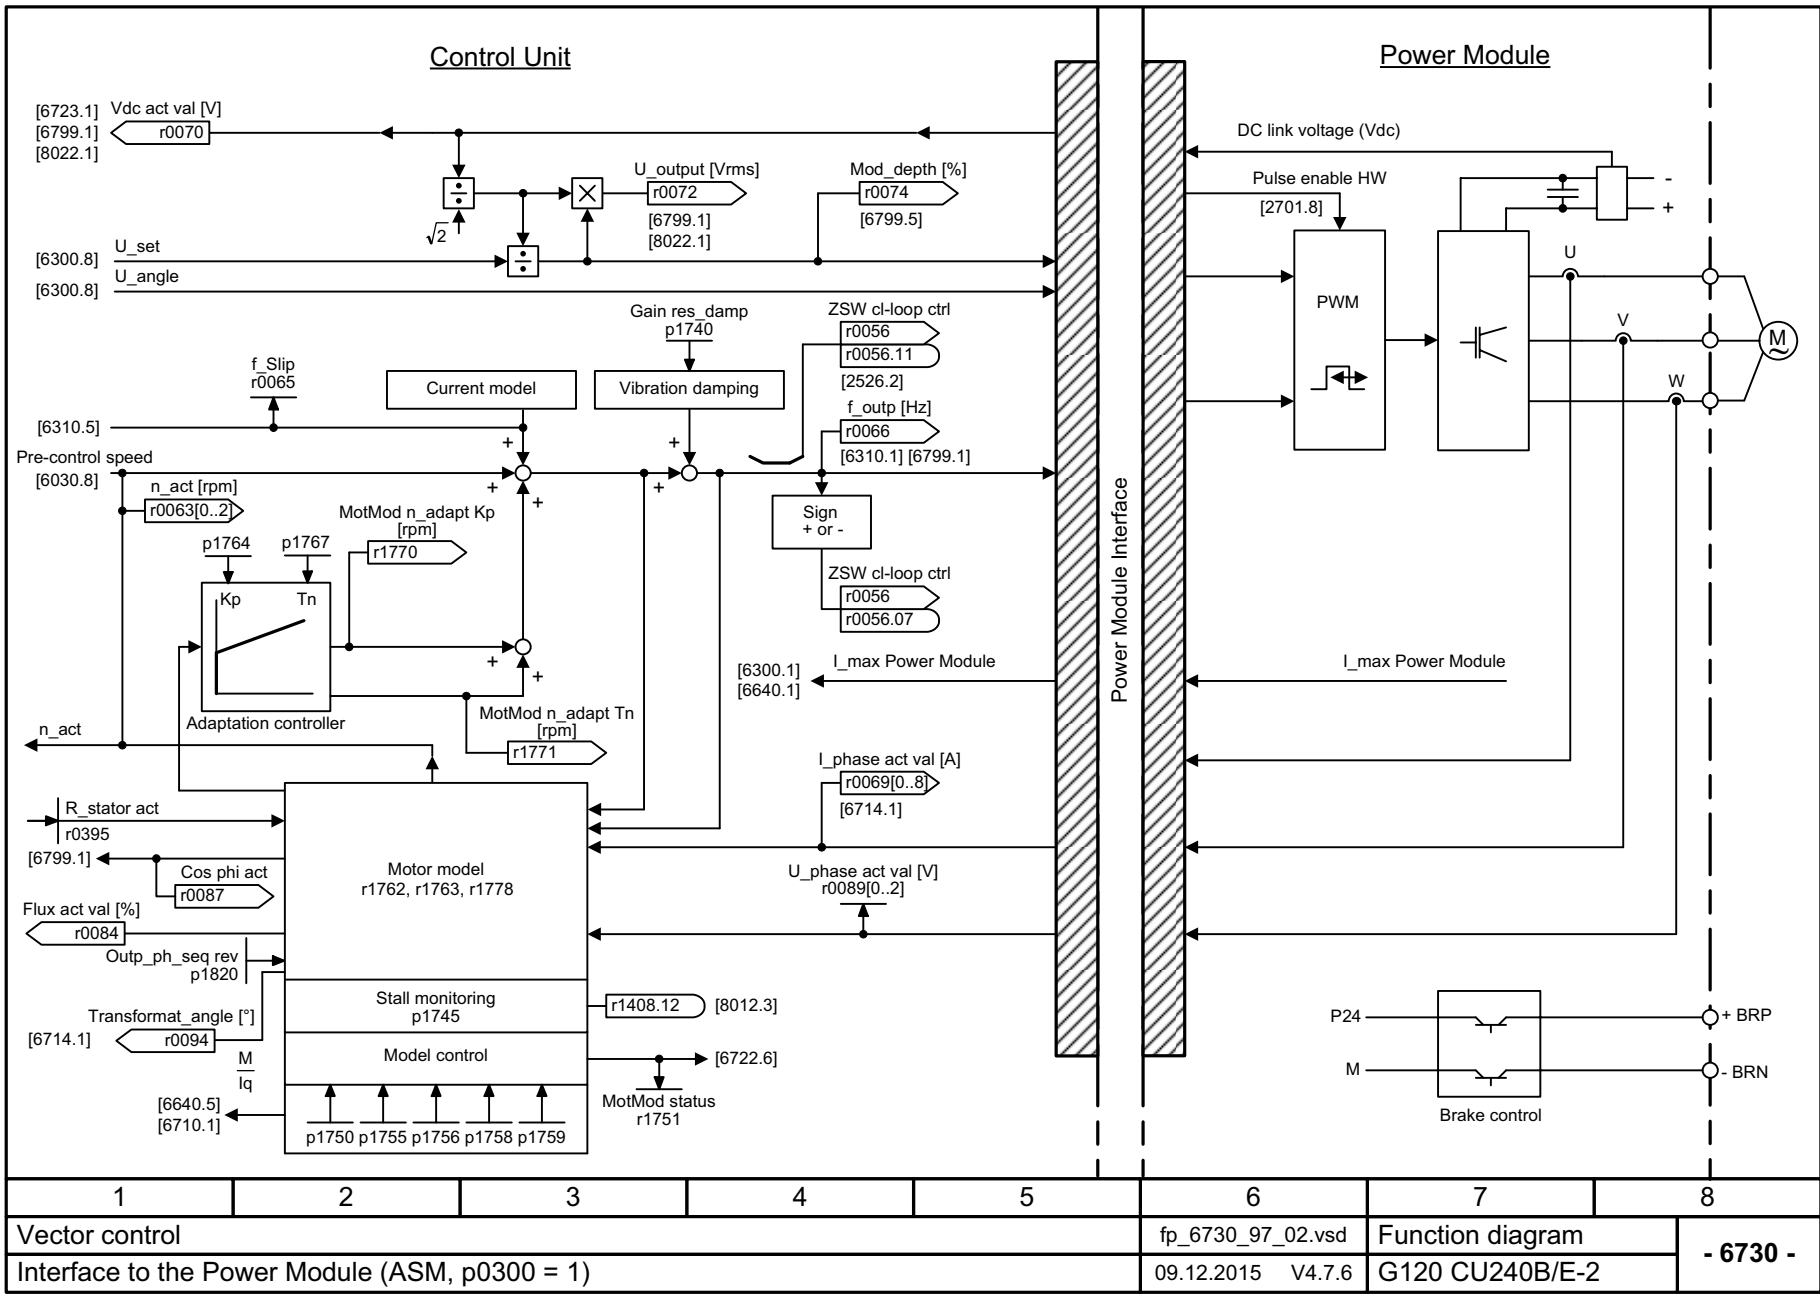 Control Unit
Power Module
[6723.1]
[6799.1]
[8022.1]
Vdc act val [V]
r0070
U_output [Vrms]
r0072
[6799.1]
[8022.1]
Mod_depth [%]
r0074
[6799.5]
÷
×
√2
÷
U_set
[6300.8]
U_angle
[6300.8]
DC link voltage (Vdc)
Pulse enable HW
[2701.8]
-
+
PWM
U
V
W
M
~
Gain res_damp
p1740
ZSW cl-loop ctrl
r0056
r0056.11
[2526.2]
f_Slip
r0065
Current model
Vibration damping
f_outp [Hz]
r0066
[6310.1] [6799.1]
[6310.5]
Pre-control speed
[6030.8]
+
+
+
+
+
n_act [rpm]
r0063[0..2]
MotMod n_adapt Kp
[rpm]
r1770
Sign
+ or -
p1764
p1767
Kp
Tn
ZSW cl-loop ctrl
r0056
r0056.07
+
+
Adaptation controller
MotMod n_adapt Tn
[rpm]
r1771
[6300.1]
[6640.1]
I_max Power Module
Power Module Interface
I_max Power Module
n_act
I_phase act val [A]
r0069[0..8]
[6714.1]
R_stator act
r0395
[6799.1]
Cos phi act
r0087
Motor model
r1762, r1763, r1778
U_phase act val [V]
r0089[0..2]
Flux act val [%]
r0084
Outp_ph_seq rev
p1820
Stall monitoring
p1745
r1408.12
[8012.3]
Transformat_angle [°]
[6714.1]
r0094
Model control
[6722.6]
MotMod status
r1751
M
Iq
[6640.5]
[6710.1]
p1750 p1755 p1756 p1758 p1759
P24
M
+ BRP
- BRN
Brake control
1 2 3 4 5 6 7 8
Vector control
fp_6730_97_02.vsd
Function diagram
- 6730 -
Interface to the Power Module (ASM, p0300 = 1)
09.12.2015 V4.7.6
G120 CU240B/E-2